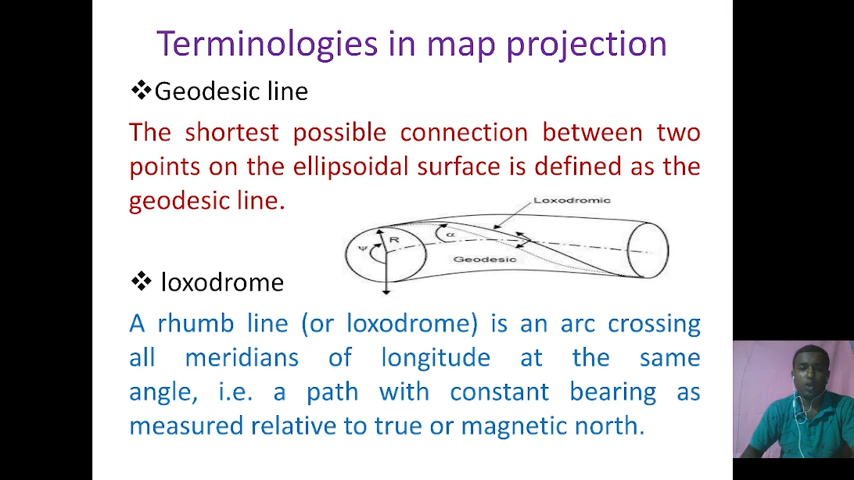 Terminologies in map projection
❖Geodesic line
The shortest possible connection between two
points on the ellipsoidal surface is defined as the
geodesic line.
Loxodromic
R
α
Ψ
Geodesic
❖ loxodrome
A rhumb line (or loxodrome) is an arc crossing
all meridians of longitude at the same
angle, i.e. a path with constant bearing as
measured relative to true or magnetic north.